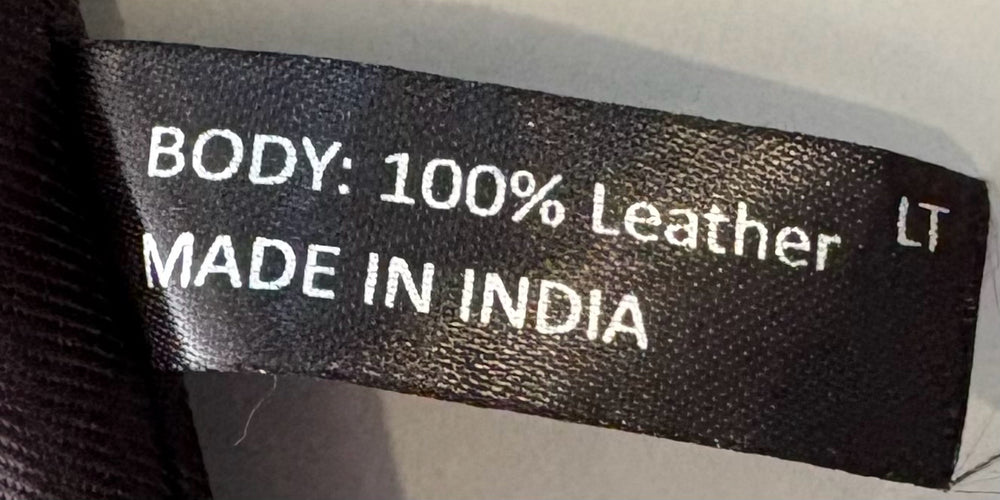 BODY: 100% Leather LT
MADE IN INDIA